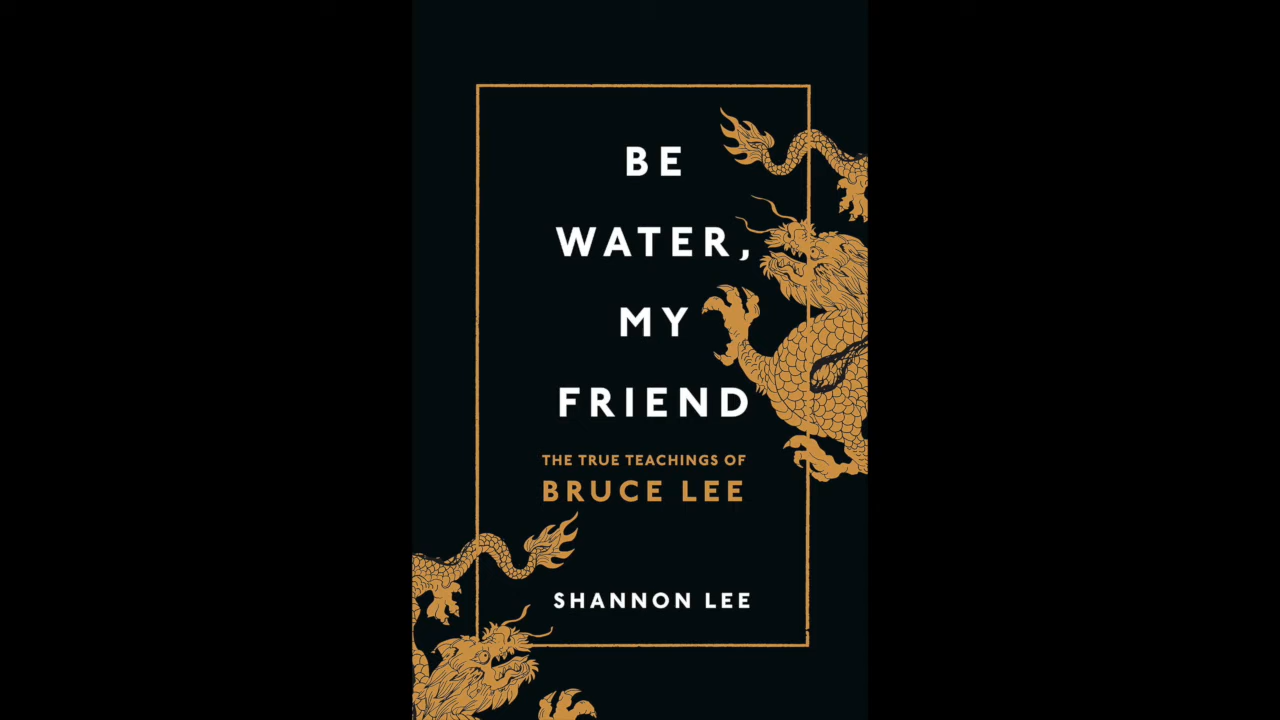 BE
WATER,
MY
FRIEND
THE TRUE TEACHINGS OF
BRUCE LEE
SHANNON LEE